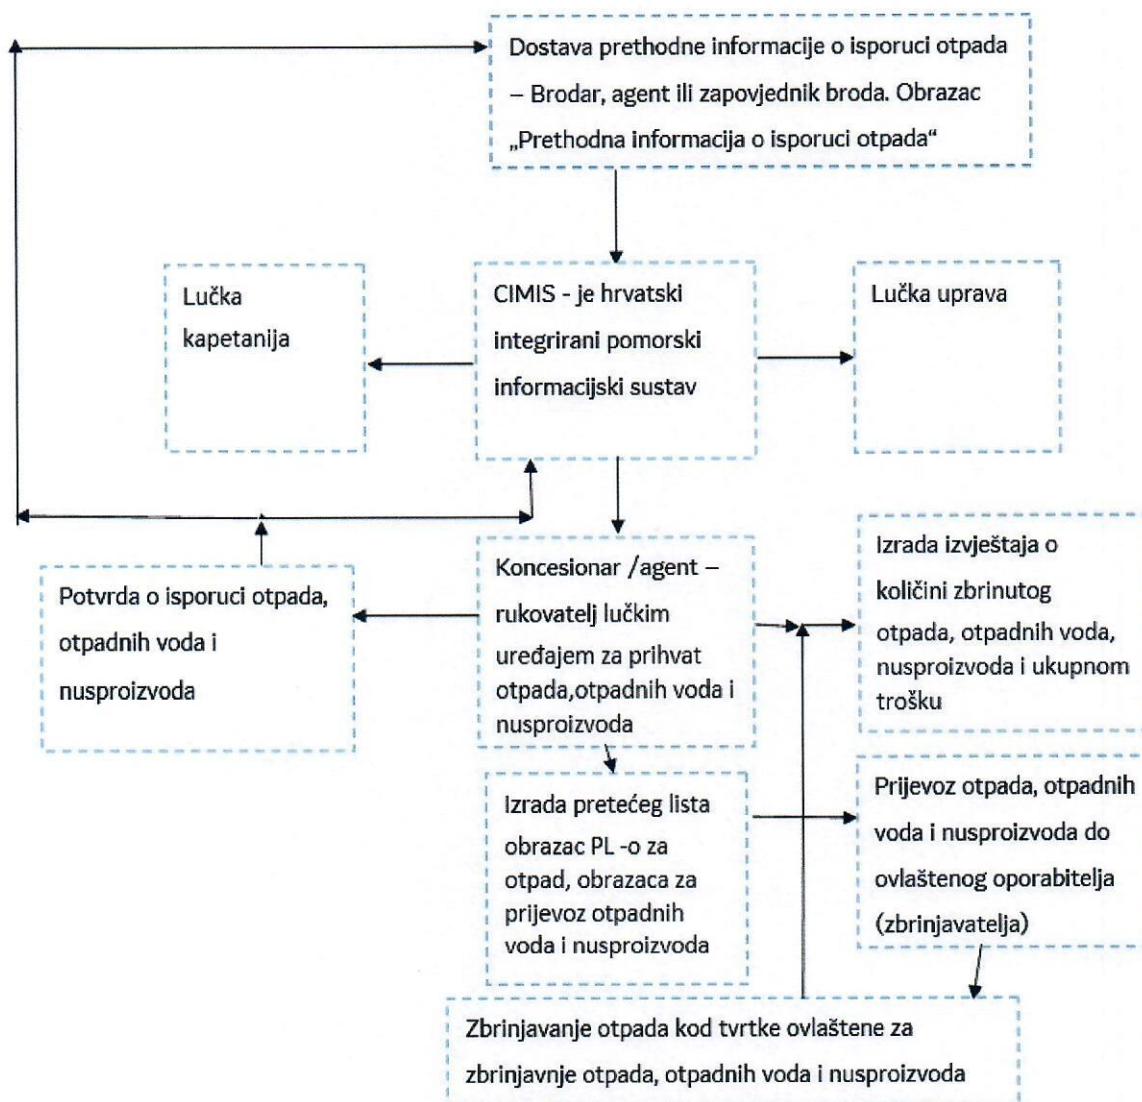 Dostava prethodne informacije o isporuci otpada
– Brodar, agent ili zapovjednik broda. Obrazac
„Prethodna informacija o isporuci otpada“
Lučka
kapetanija
CIMIS - je hrvatski
integrirani pomorski
informacijski sustav
Lučka uprava
Potvrda o isporuci otpada,
otpadnih voda i
nusproizvoda
Koncesionar /agent –
rukovatelj lučkim
uređajem za prihvat
otpada,otpadnih voda i
nusproizvoda
Izrada izvještaja o
količini zbrinutog
otpada, otpadnih voda,
nusproizvoda i ukupnom
trošku
Izrada pretećeg lista
obrazac PL -o za
otpad, obrazaca za
prijevoz otpadnih
voda i nusproizvoda
Prijevoz otpada, otpadnih
voda i nusproizvoda do
ovlaštenog oporabitelja
(zbrinjavatelja)
Zbrinjavanje otpada kod tvrtke ovlaštene za
zbrinjavnje otpada, otpadnih voda i nusproizvoda